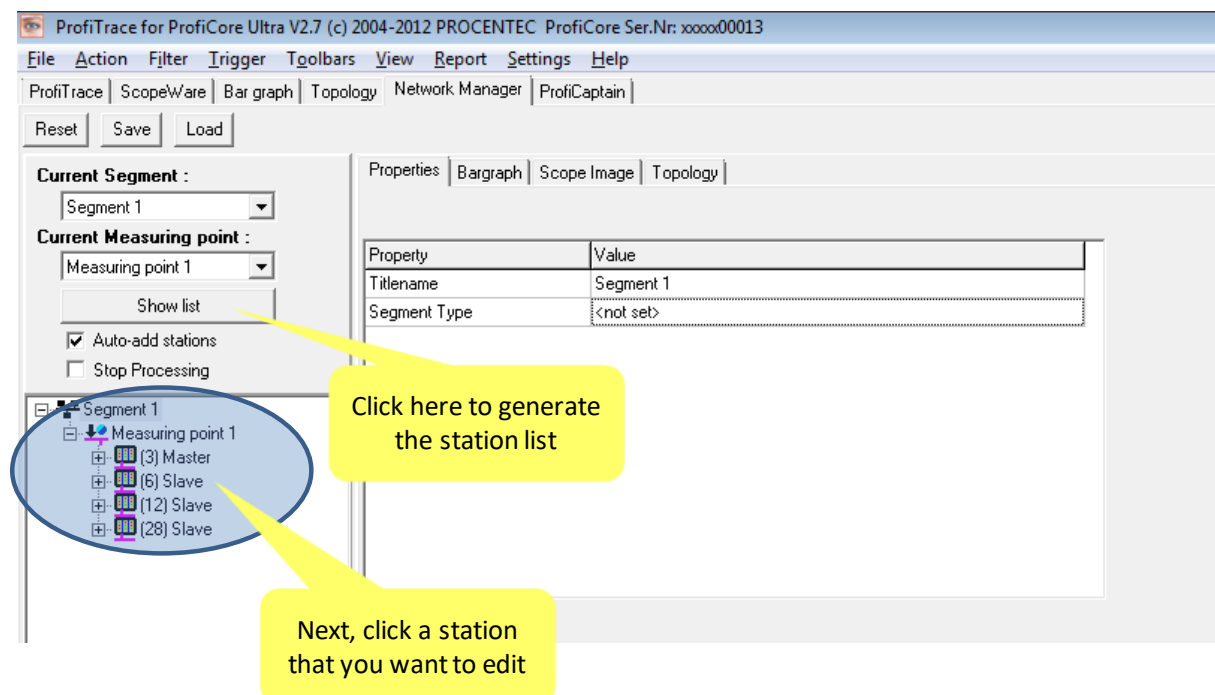 ProfiTrace for ProfiCore Ultra V2.7 (c) 2004-2012 PROCENTEC ProfiCore Ser.Nr: xxxxx00013
File Action Filter Trigger Toolbars View Report Settings Help
ProfiTrace ScopeWare Bar graph Topology Network Manager ProfiCaptain
Reset Save Load
Current Segment :
Segment 1
Current Measuring point :
Measuring point 1
Show list
Auto-add stations
Stop Processing
Segment 1
Measuring point 1
(3) Master
(6) Slave
(12) Slave
(28) Slave
Properties Bargraph Scope Image Topology
Property Value
Titlename Segment 1
Segment Type <not set>
Click here to generate
the station list
Next, click a station
that you want to edit